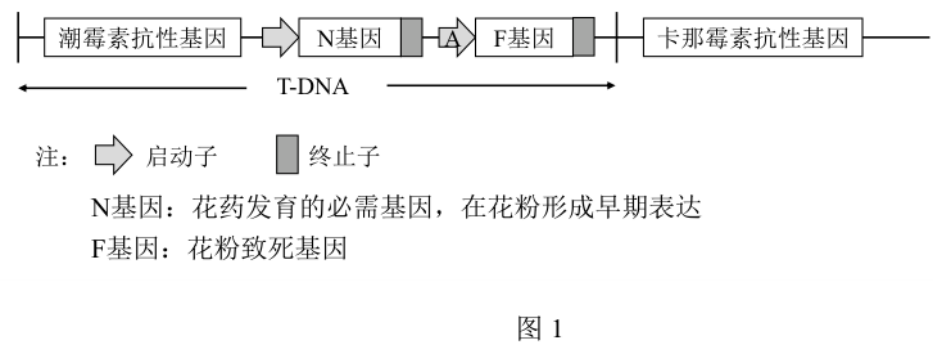 潮霉素抗性基因 N基因 A F基因 卡那霉素抗性基因
T-DNA
注： 启动子 终止子
N基因：花药发育的必需基因，在花粉形成早期表达
F基因：花粉致死基因
图 1